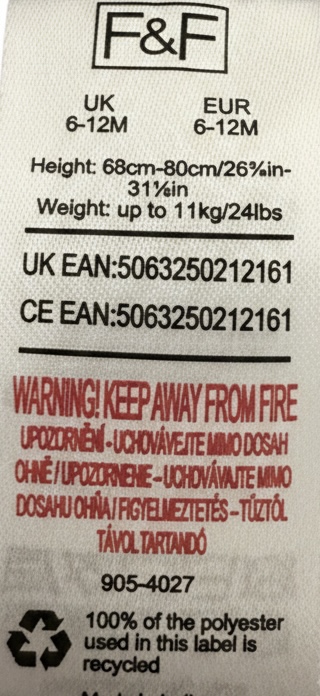 F&F
UK EUR
6-12M 6-12M
Height: 68cm-80cm/26¾in-
31½in
Weight: up to 11kg/24lbs
UK EAN:5063250212161
CE EAN:5063250212161
WARNING! KEEP AWAY FROM FIRE
UPOZORNĚNÍ - UCHOVÁVEJTE MIMO DOSAH
OHNĚ / UPOZORNENIE - UCHOVÁVAJTE MIMO
DOSAHU OHŇA / FIGYELMEZTETÉS - TŰZTŐL
TÁVOL TARTANDÓ
905-4027
100% of the polyester
used in this label is
recycled